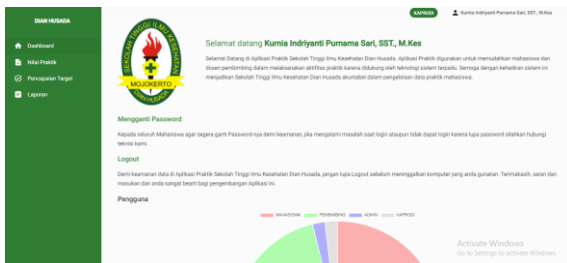 DIAN HUSADA
KAPRODI
Kurnia Indriyanti Purnama Sari, SST., M.Kes
Dashboard
Nilai Praktik
Pencapaian Target
Laporan
SEKOLAH TINGGI ILMU KESEHATAN
MOJOKERTO
DIAN HUSADA
Selamat datang Kurnia Indriyanti Purnama Sari, SST., M.Kes
Selamat Datang di Aplikasi Praktik Sekolah Tinggi Ilmu Kesehatan Dian Husada. Aplikasi Praktik digunakan untuk memudahkan mahasiswa dan
dosen pembimbing dalam melaksanakan aktifitas praktik karena didukung oleh teknologi sistem terpadu. Semoga dengan kehadiran sistem ini
menjadikan Sekolah Tinggi Ilmu Kesehatan Dian Husada akuntabel dalam pengelolaan data praktik mahasiswa.
Mengganti Password
Kepada seluruh Mahasiswa agar segera ganti Password-nya demi keamanan, jika mengalami masalah saat login ataupun tidak dapat login karena lupa password silahkan hubungi
teknisi kami.
Logout
Demi keamanan data di Aplikasi Praktik Sekolah Tinggi Ilmu Kesehatan Dian Husada, jangan lupa Logout sebelum meninggalkan komputer yang anda gunakan. Terimakasih, saran dan
masukan dari anda sangat bearti bagi pengembangan Aplikasi ini.
Pengguna
MAHASISWA PEMBIMBING ADMIN KAPRODI
Activate Windows
Go to Settings to activate Windows.